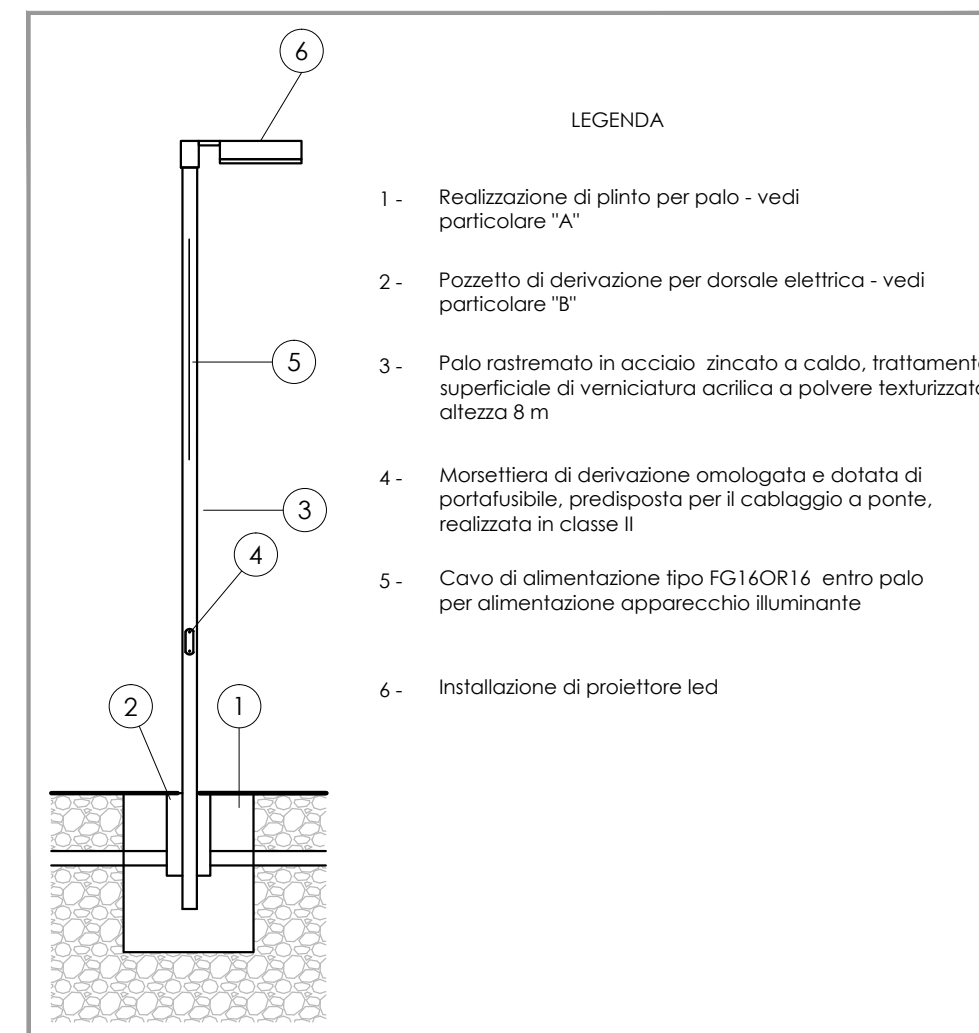 6
LEGENDA
1 - Realizzazione di plinto per palo - vedi
particolare "A"
2 - Pozzetto di derivazione per dorsale elettrica - vedi
particolare "B"
5
3 - Palo rastremato in acciaio zincato a caldo,
superficiale di verniciatura acrilica a polvere
altezza 8 m
4 - Morsettiera di derivazione omologata e dotata di
portafusibile, predisposta per il cablaggio a ponte,
realizzata in classe II
3
4
5 - Cavo di alimentazione tipo FG16OR16 entro palo
per alimentazione apparecchio illuminante
6 - Installazione di proiettore led
2
1